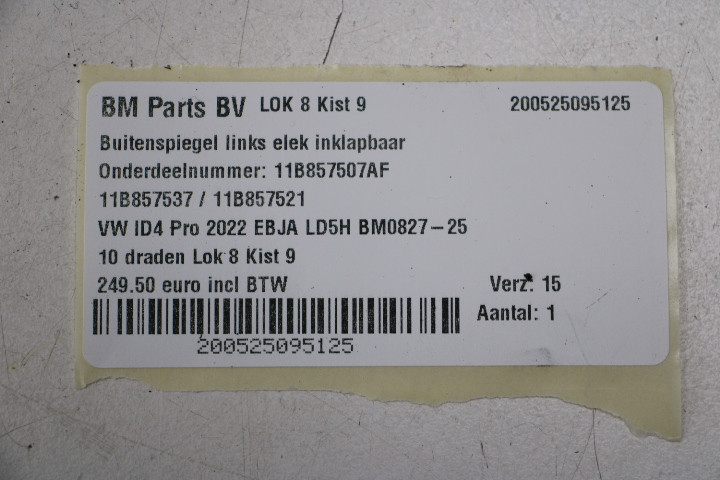 BM Parts BV LOK 8 Kist 9 200525095125
Buitenspiegel links elek inklapbaar
Onderdeelnummer: 11B857507AF
11B857537 / 11B857521
VW ID4 Pro 2022 EBJA LD5H BM0827-25
10 draden Lok 8 Kist 9
249.50 euro incl BTW Verz: 15
Aantal: 1
200525095125